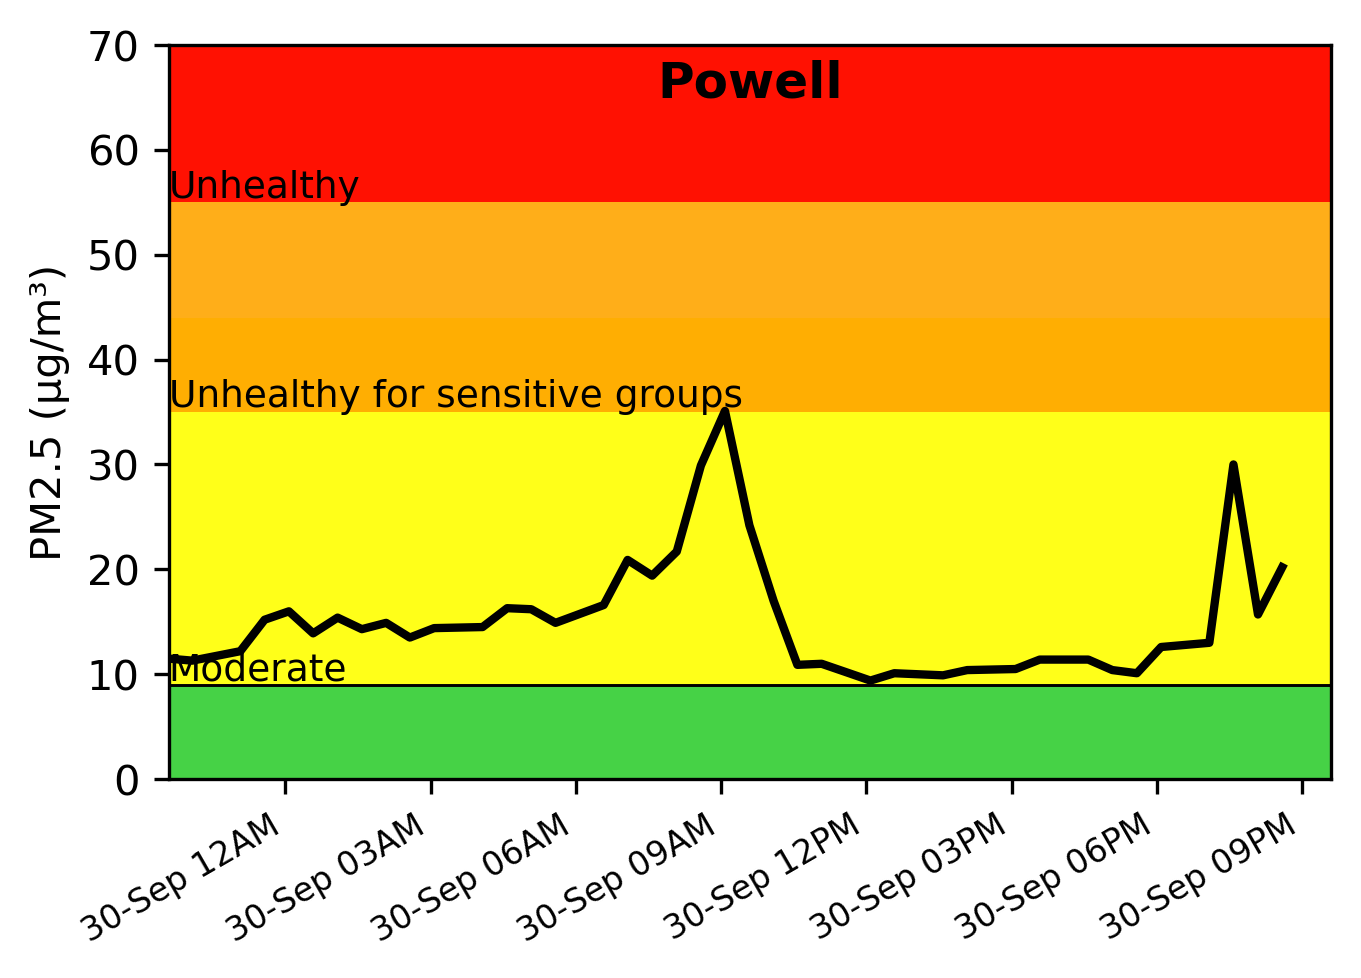 Powell
PM2.5 (µg/m³)
70
60
50
40
30
20
10
0
Unhealthy
Unhealthy for sensitive groups
Moderate
30-Sep 12AM
30-Sep 03AM
30-Sep 06AM
30-Sep 09AM
30-Sep 12PM
30-Sep 03PM
30-Sep 06PM
30-Sep 09PM